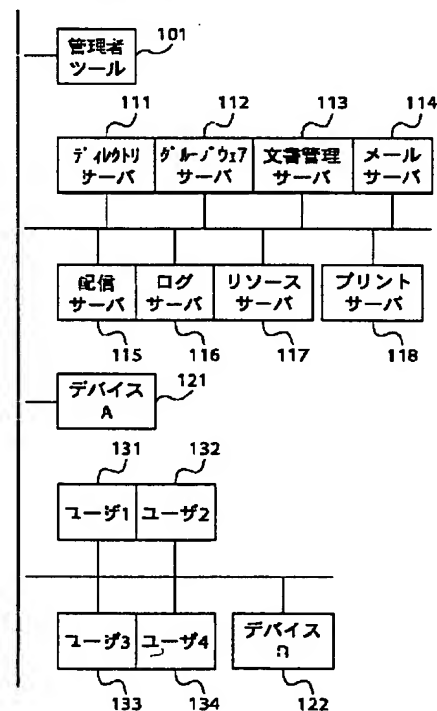 管理者
ツール
101
111
112
113
114
ディレクトリ
サーバ
グループウェア
サーバ
文書管理
サーバ
メール
サーバ
配信
サーバ
ログ
サーバ
リソース
サーバ
プリント
サーバ
115
116
117
118
デバイス
A
121
131
132
ユーザ1
ユーザ2
ユーザ3
ユーザ4
デバイス
B
133
134
122